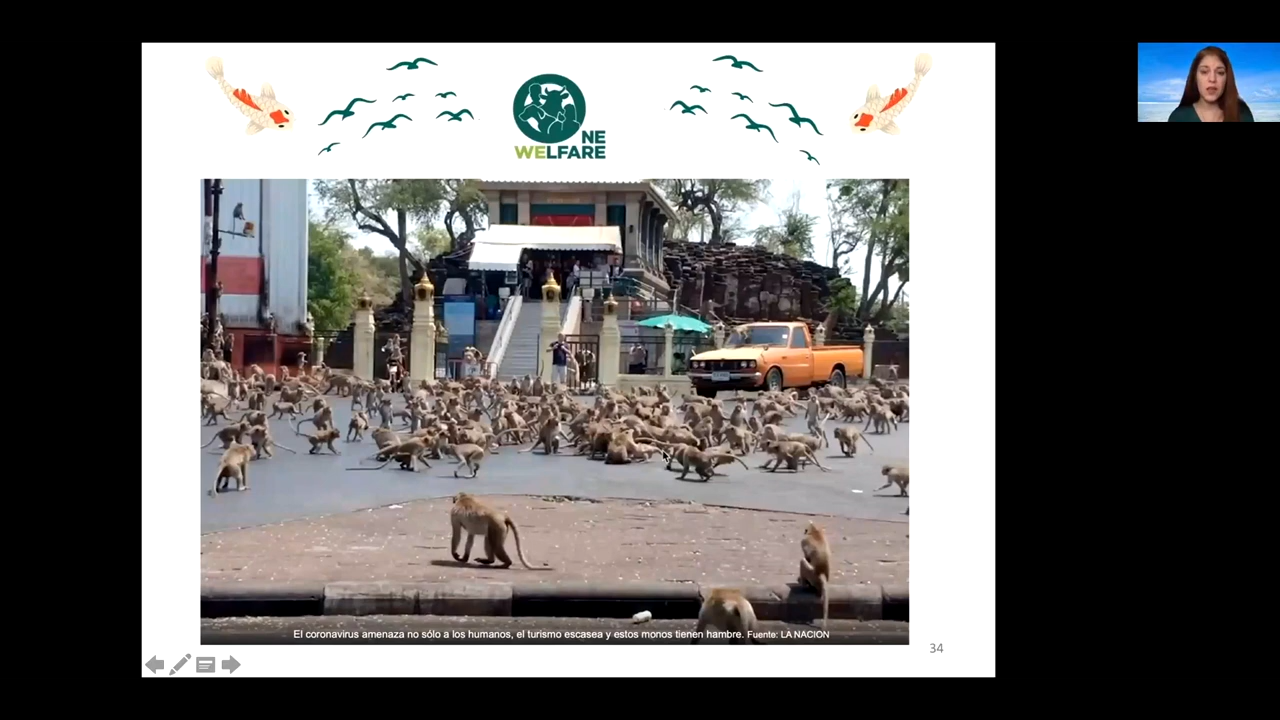 NE
WELFARE
El coronavirus amenaza no sólo a los humanos, el turismo escasea y estos monos tienen hambre. Fuente: LA NACION
34